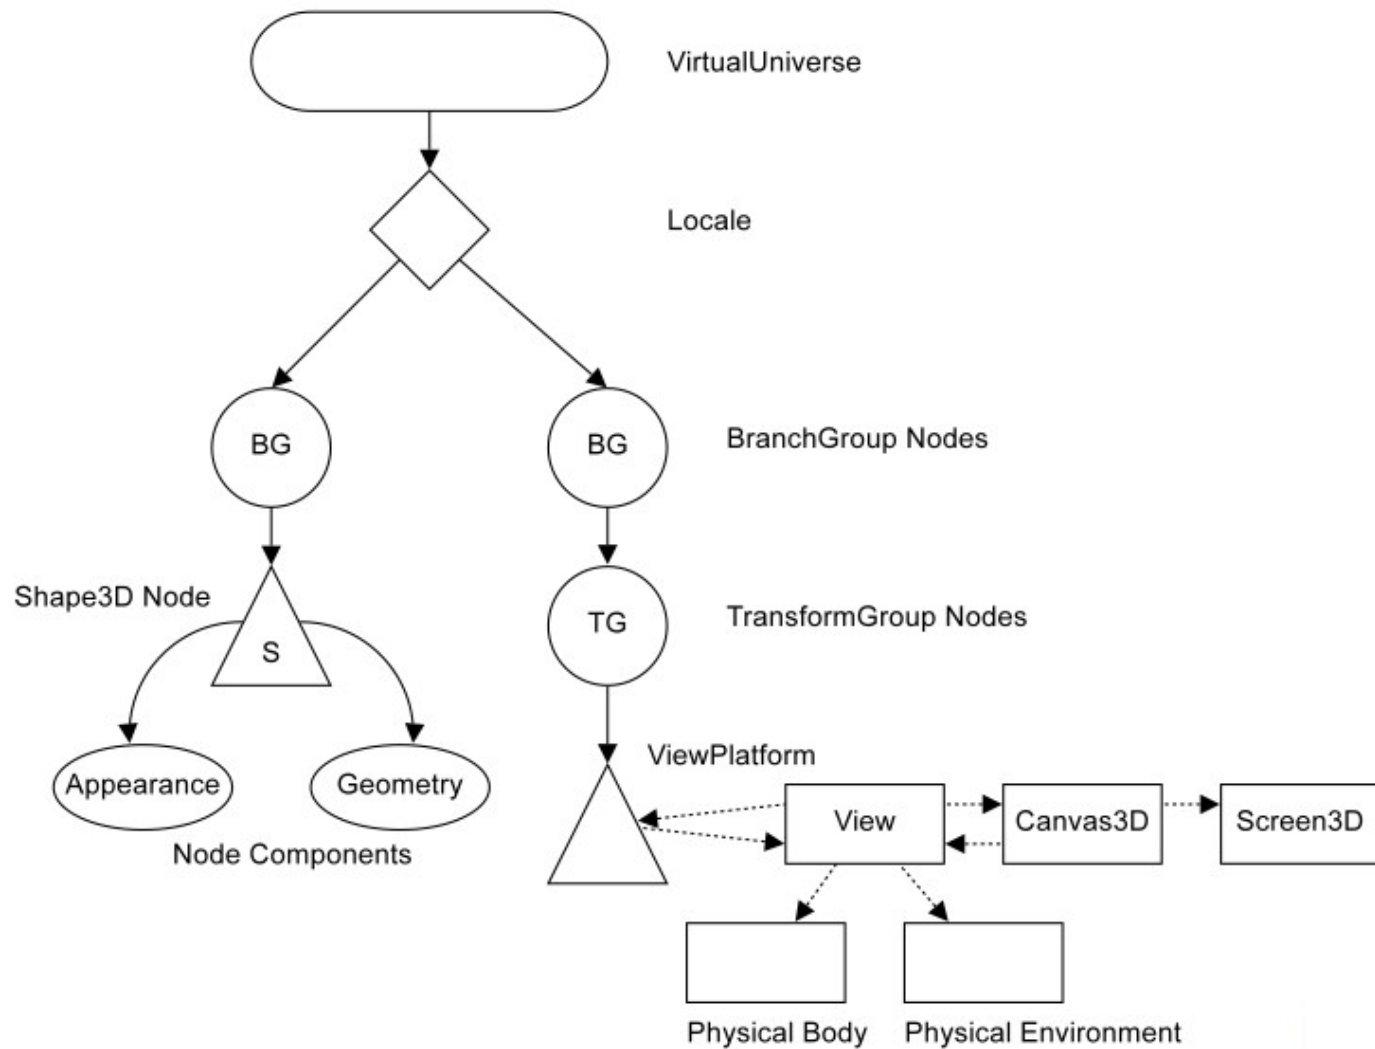 VirtualUniverse
Locale
BG
BG
BranchGroup Nodes
Shape3D Node
S
TG
TransformGroup Nodes
ViewPlatform
Appearance
Geometry
View
Canvas3D
Screen3D
Node Components
Physical Body
Physical Environment